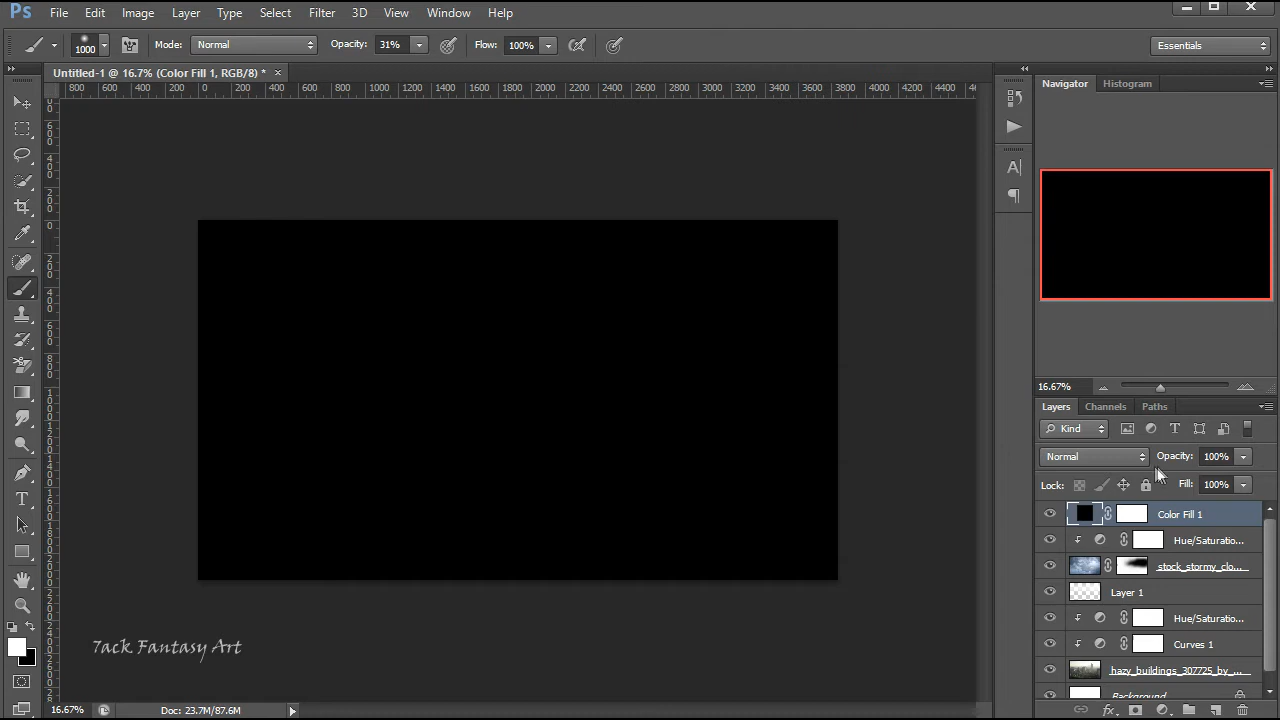 Ps File Edit Image Layer Type Select Filter 3D View Window Help
1000 Mode: Normal Opacity: 31% Flow: 100% Essentials
Untitled-1 @ 16.7% (Color Fill 1, RGB/8) * ×
Navigator Histogram
800 600 400 200 0 200 400 600 800 1000 1200 1400 1600 1800 2000 2200 2400 2600 2800 3000 3200 3400 3600 3800 4000 4200 4400
16.67%
Layers Channels Paths
Kind
Normal Opacity: 100%
Lock: Fill: 100%
Color Fill 1
Hue/Saturatio...
stock_stormy_clo...
Layer 1
Hue/Saturatio...
Curves 1
hazy_buildings_307725_by_...
Background
7ack Fantasy Art
16.67% Doc: 23.7M/87.6M